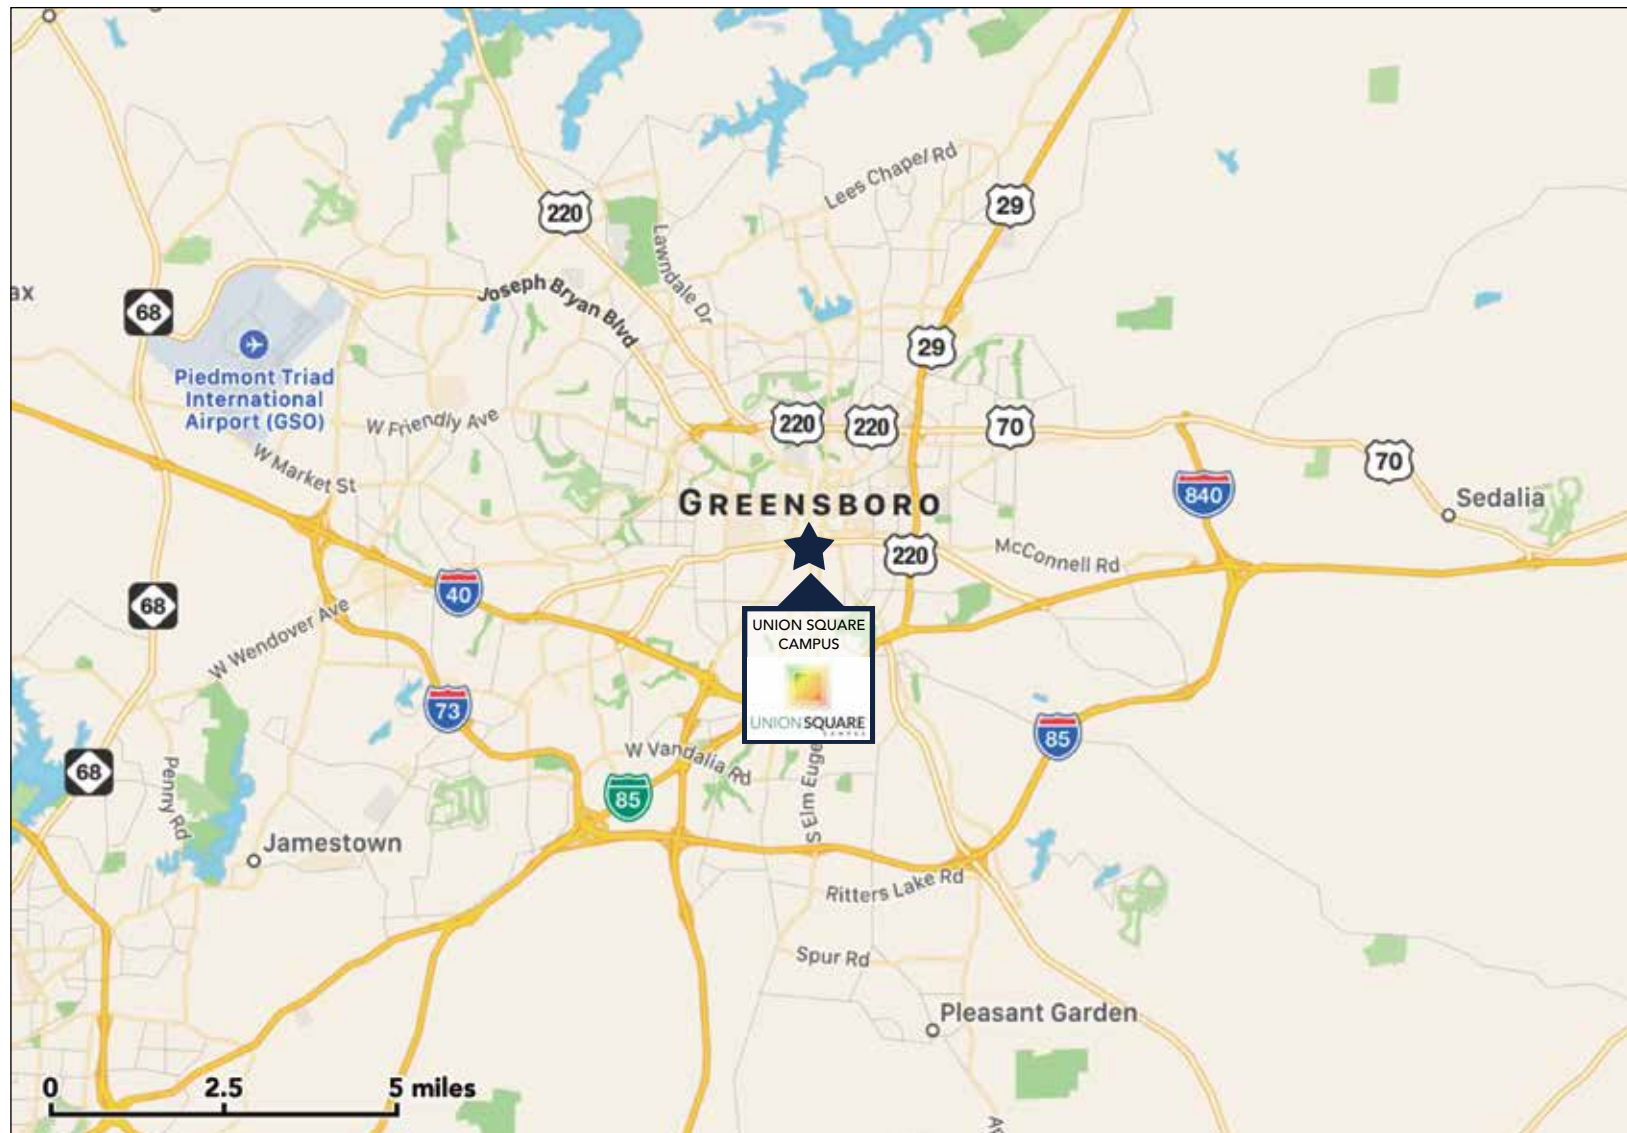 220
Lees Chapel Rd
29
Lawndale Dr
ax
68
Joseph Bryan Blvd
29
Piedmont Triad
International
Airport (GSO)
W Friendly Ave
220
220
70
70
W Market St
GREENSBORO
840
Sedalia
220
McConnell Rd
40
68
W Wendover Ave
UNION SQUARE
CAMPUS
UNION SQUARE
CAMPUS
73
85
W Vandalia Rd
S Elm Euge
68
Penny Rd
85
Jamestown
Ritters Lake Rd
Spur Rd
Pleasant Garden
0 2.5 5 miles